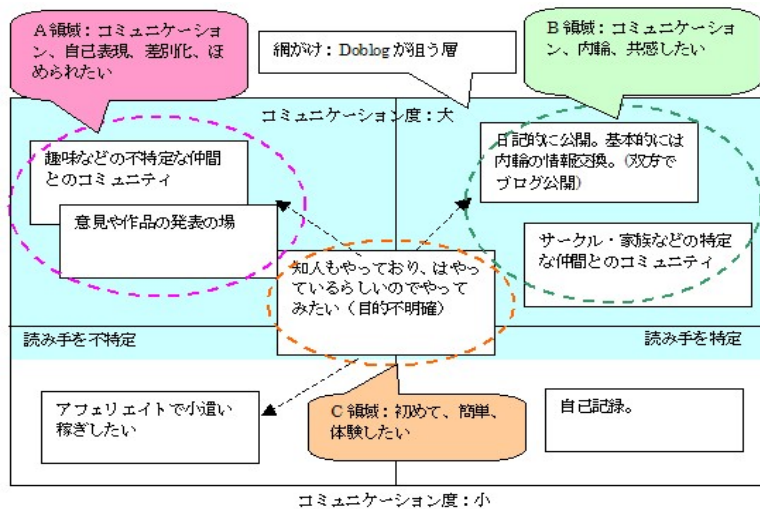 A領域：コミュニケーショ
ン、自己表現、差別化、ほ
められたい
網がけ：Doblogが狙う層
B領域：コミュニケーショ
ン、内輪、共感したい
コミュニケーション度：大
趣味などの不特定な仲間
とのコミュニティ
意見や作品の発表の場
日記的に公開。基本的には
内輪の情報交換。（双方で
ブログ公開）
サークル・家族などの特定
な仲間とのコミュニティ
知人もやっており、はやっ
ているらしいのでやって
みたい（目的不明確）
読み手を不特定
読み手を特定
アフェリエイトで小遣い
稼ぎしたい
C領域：初めて、簡単、
体験したい
自己記録。
コミュニケーション度：小